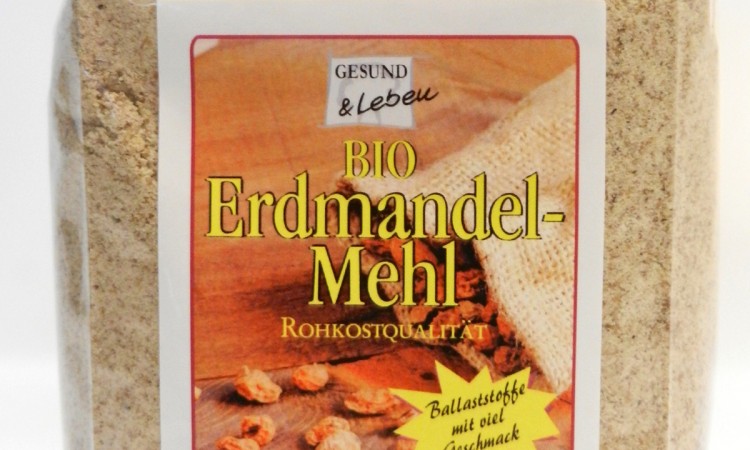 GESUND
& Leben
BIO
Erdmandel-
Mehl
ROHKOSTQUALITÄT
Ballaststoffe
mit viel
Geschmack